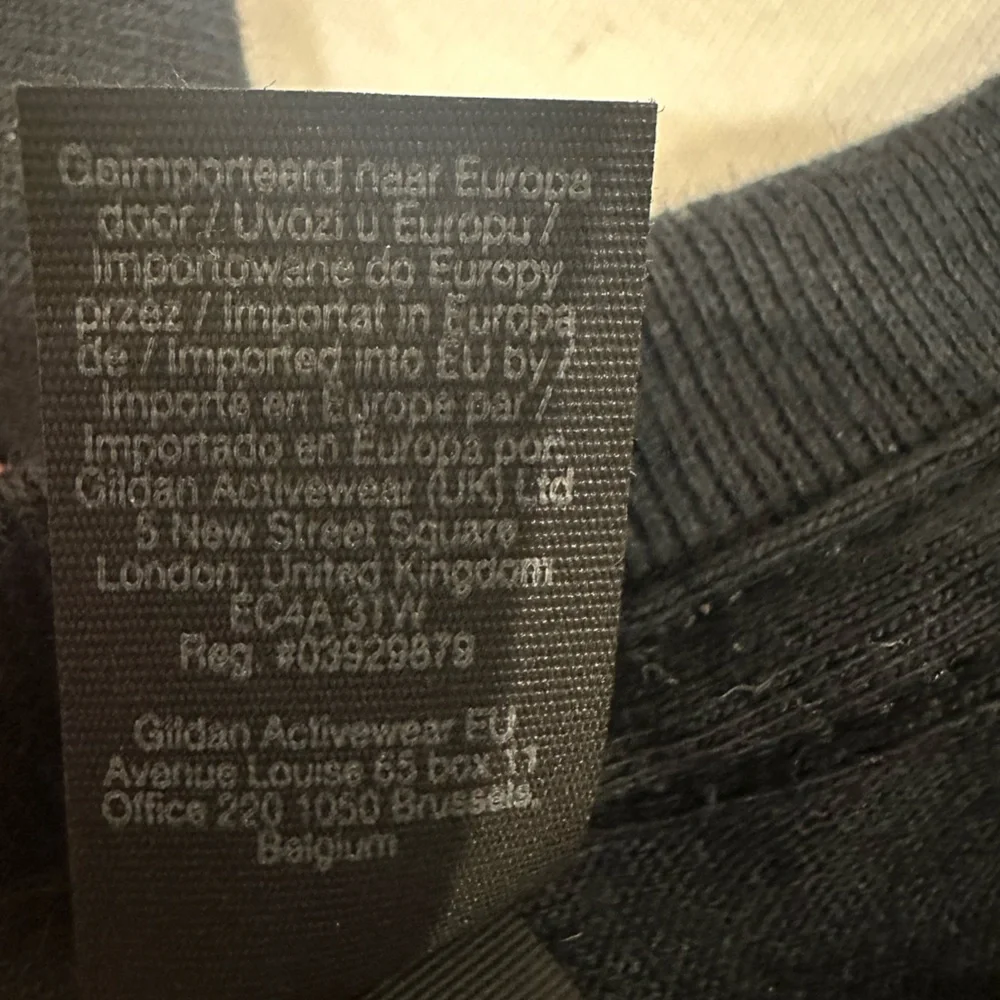 Geïmporteerd naar Europa
door / Uvozi u Europu /
Importowane do Europy
przez / Importat în Europa
de / Imported into EU by /
Importé en Europe par /
Importado en Europa por:
Gildan Activewear (UK) Ltd
5 New Street Square
London, United Kingdom
EC4A 3TW
Reg. #03929879
Gildan Activewear EU
Avenue Louise 65 box 11
Office 220 1050 Brussels,
Belgium